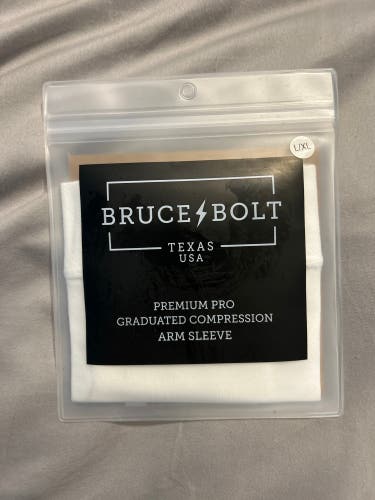 L/XL
BRUCE BOLT
TEXAS
USA
PREMIUM PRO
GRADUATED COMPRESSION
ARM SLEEVE